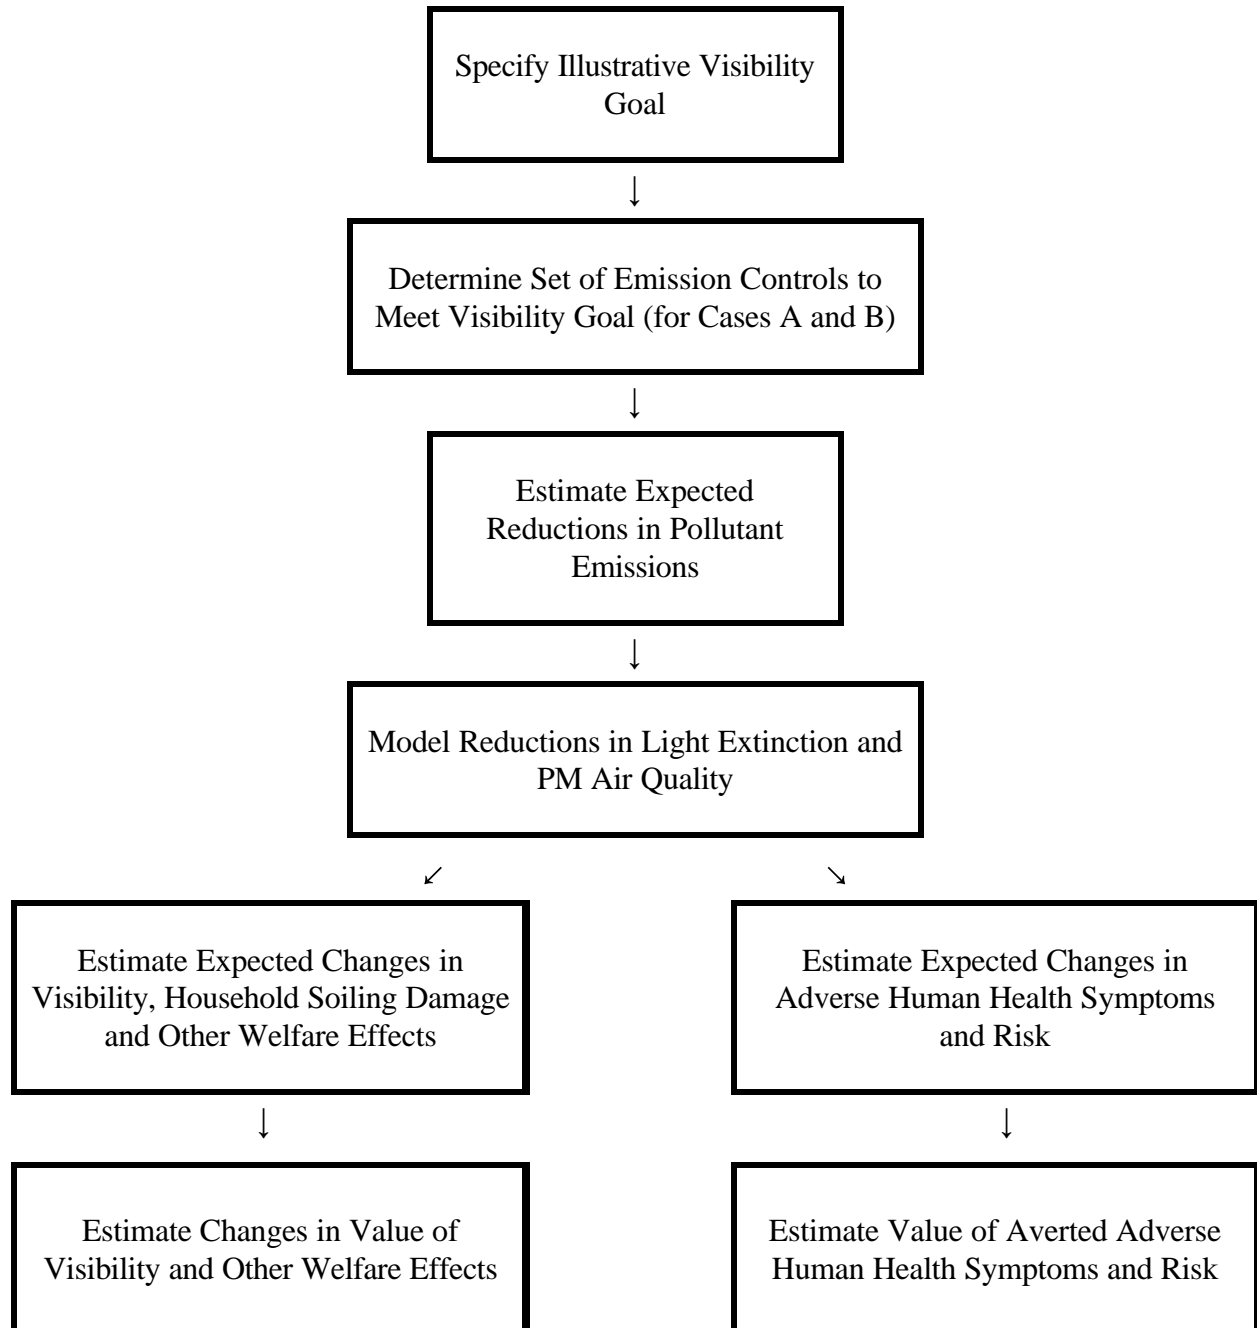 Specify Illustrative Visibility
Goal
↓
Determine Set of Emission Controls to
Meet Visibility Goal (for Cases A and B)
↓
Estimate Expected
Reductions in Pollutant
Emissions
↓
Model Reductions in Light Extinction and
PM Air Quality
↙ ↘
Estimate Expected Changes in
Visibility, Household Soiling Damage
and Other Welfare Effects
Estimate Expected Changes in
Adverse Human Health Symptoms
and Risk
↓ ↓
Estimate Changes in Value of
Visibility and Other Welfare Effects
Estimate Value of Averted Adverse
Human Health Symptoms and Risk